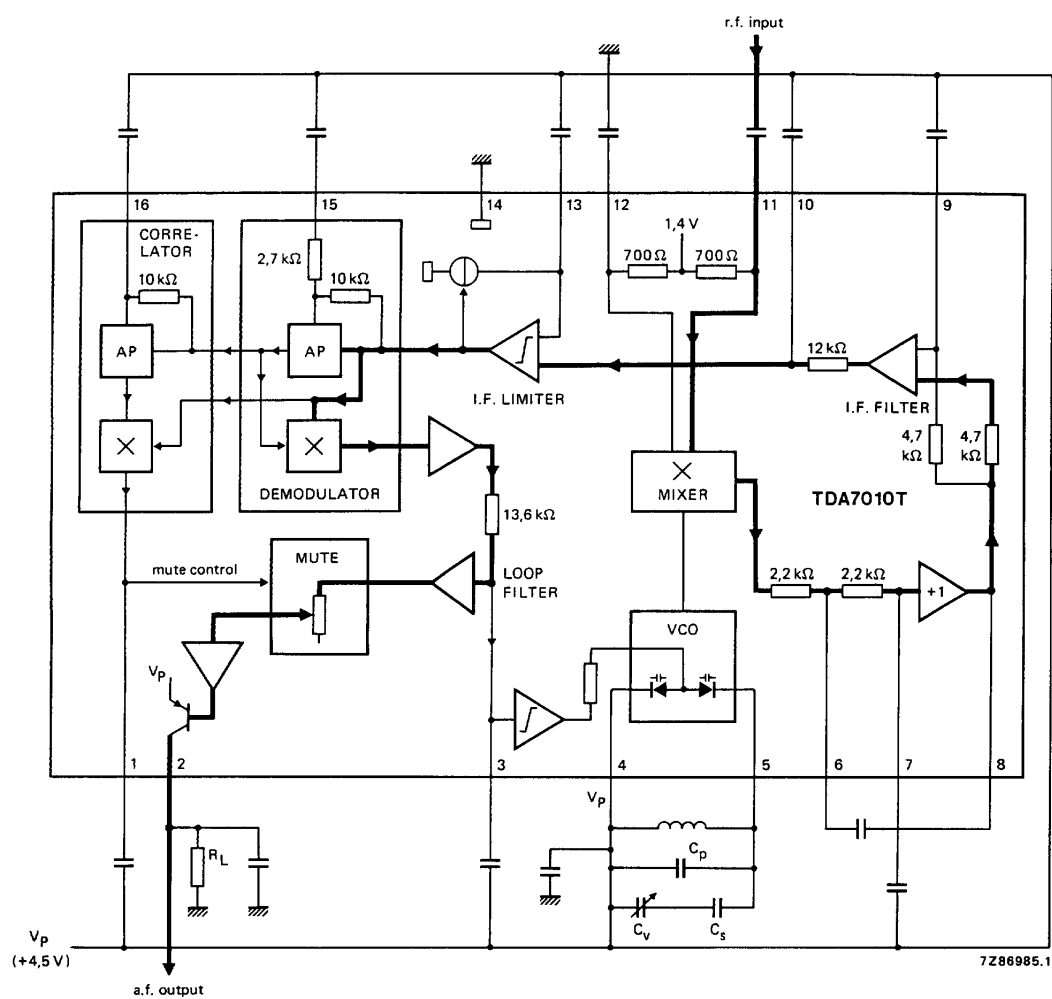 r.f. input
16
15
14
13
12
11
10
9
CORRE-
LATOR
2,7 kΩ
10 kΩ
10 kΩ
1,4 V
700 Ω
700 Ω
AP
AP
12 kΩ
I.F. LIMITER
I.F. FILTER
4,7
kΩ
4,7
kΩ
X
X
DEMODULATOR
X
MIXER
TDA7010T
13,6 kΩ
mute control
MUTE
LOOP
FILTER
2,2 kΩ
2,2 kΩ
+1
VCO
VP
1
2
3
4
5
6
7
8
VP
RL
Cp
Cv
Cs
VP
(+4,5 V)
7Z86985.1
a.f. output